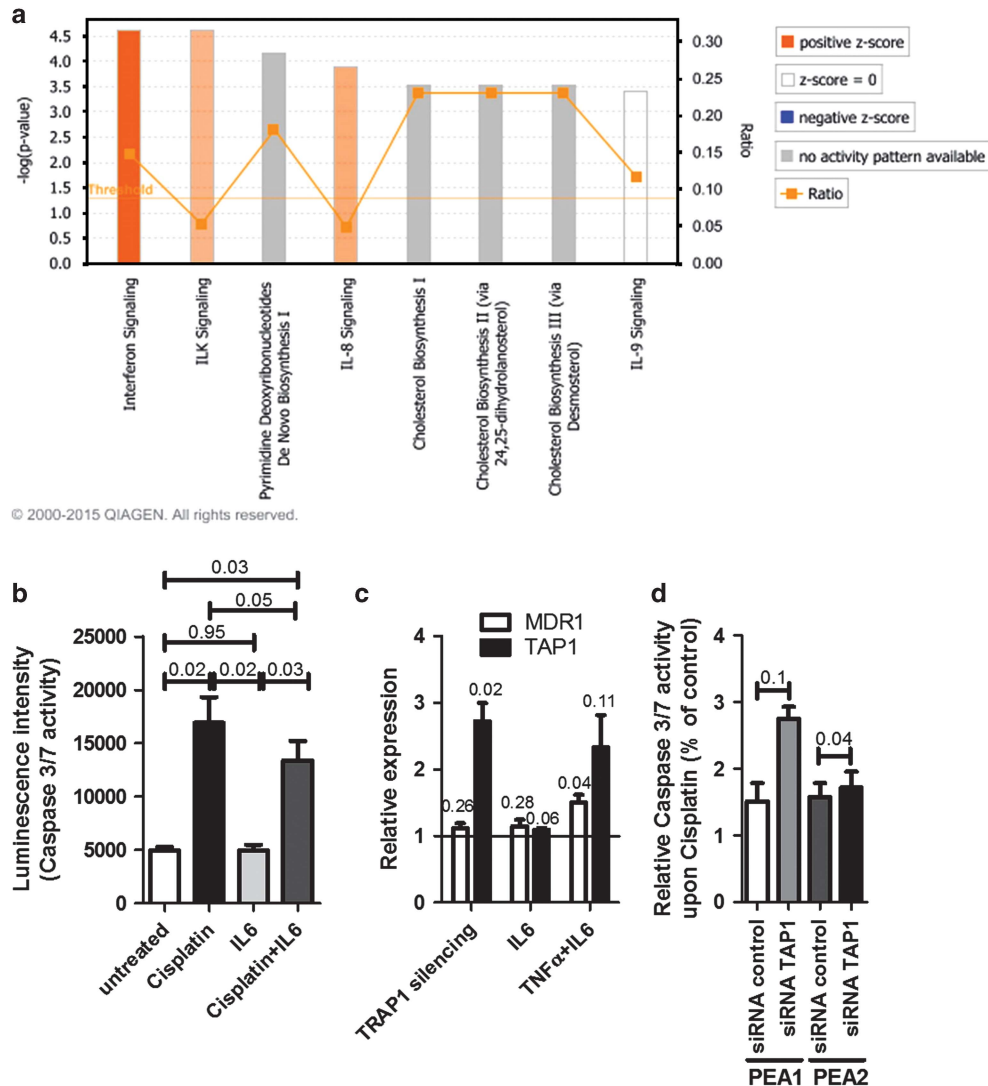 a
4.5
4.0
3.5
3.0
2.5
2.0
1.5
1.0
0.5
0.0
-log(p-value)
Threshold
0.30
0.25
0.20
0.15
0.10
0.05
0.00
Ratio
positive z-score
z-score = 0
negative z-score
no activity pattern available
Ratio
Interferon Signaling
ILK Signaling
Pyrimidine Deoxyribonucleotides
De Novo Biosynthesis I
IL-8 Signaling
Cholesterol Biosynthesis I
Cholesterol Biosynthesis II (via
24,25-dihydrolanosterol)
Cholesterol Biosynthesis III (via
Desmosterol)
IL-9 Signaling
© 2000-2015 QIAGEN. All rights reserved.
b
Luminescence intensity
(Caspase 3/7 activity)
25000
20000
15000
10000
5000
0
0.03
0.05
0.95
0.02
0.02
0.03
untreated
Cisplatin
IL6
Cisplatin+IL6
c
Relative expression
4
3
2
1
0
MDR1
TAP1
0.26
0.02
0.28
0.06
0.04
0.11
TRAP1 silencing
IL6
TNFα+IL6
d
Relative Caspase 3/7 activity
upon Cisplatin (% of control)
4
3
2
1
0
0.1
0.04
siRNA control
siRNA TAP1
siRNA control
siRNA TAP1
PEA1
PEA2